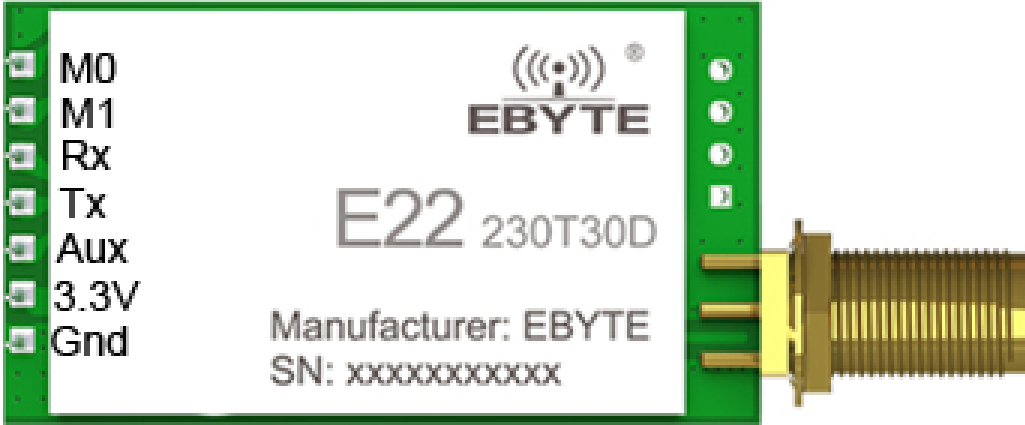 M0
M1
Rx
Tx
Aux
3.3V
Gnd
®
EBYTE
E22 230T30D
Manufacturer: EBYTE
SN: xxxxxxxxxxx